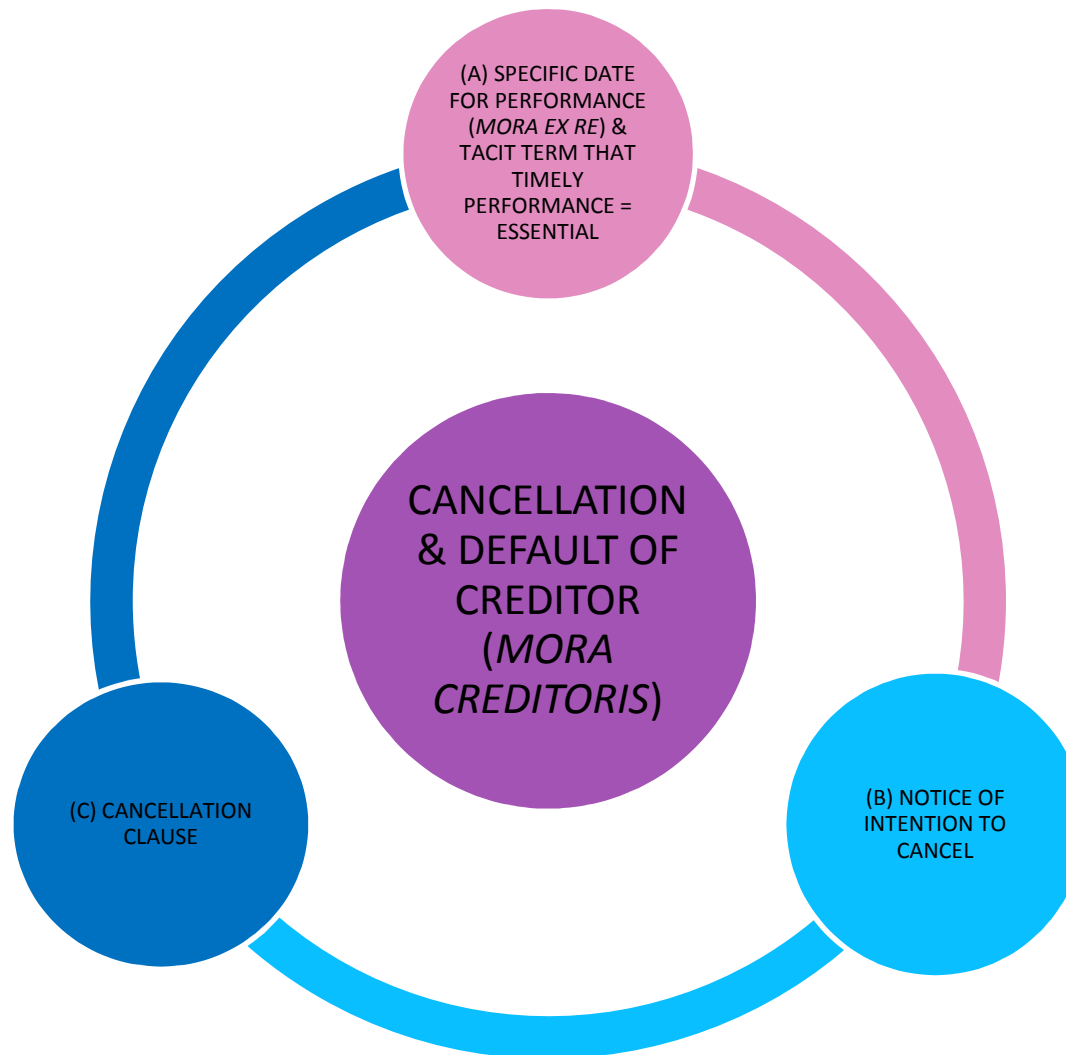 (A) SPECIFIC DATE
FOR PERFORMANCE
(MORA EX RE) &
TACIT TERM THAT
TIMELY
PERFORMANCE =
ESSENTIAL
CANCELLATION
& DEFAULT OF
CREDITOR
(MORA
CREDITORIS)
(B) NOTICE OF
INTENTION TO
CANCEL
(C) CANCELLATION
CLAUSE